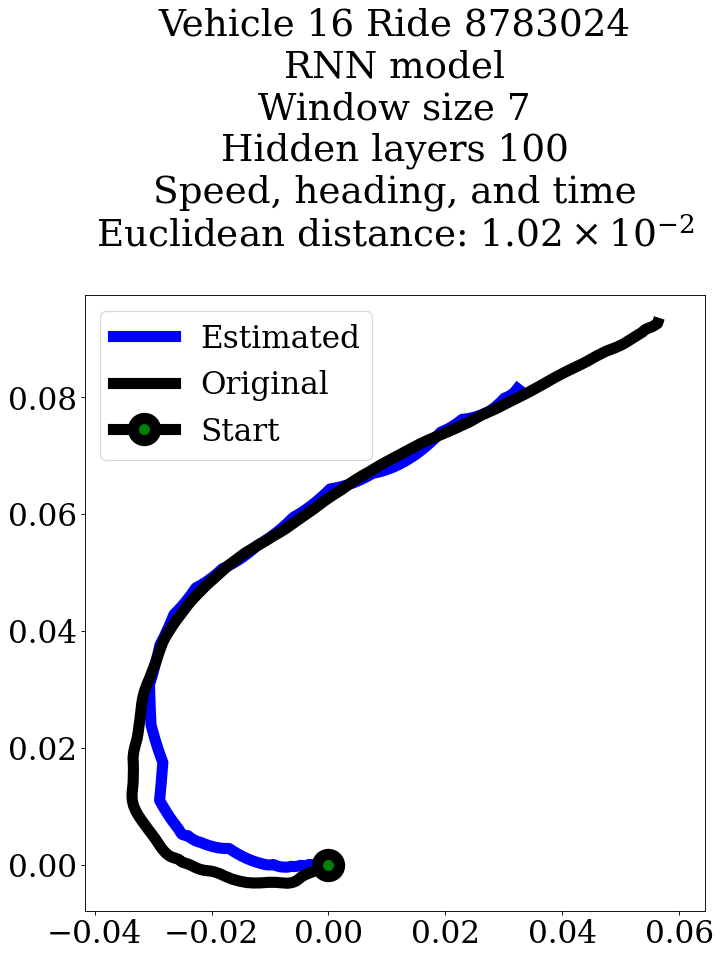 Vehicle 16 Ride 8783024
RNN model
Window size 7
Hidden layers 100
Speed, heading, and time
Euclidean distance: 1.02 × 10⁻²
Estimated
Original
Start
0.08
0.06
0.04
0.02
0.00
−0.04 −0.02 0.00 0.02 0.04 0.06